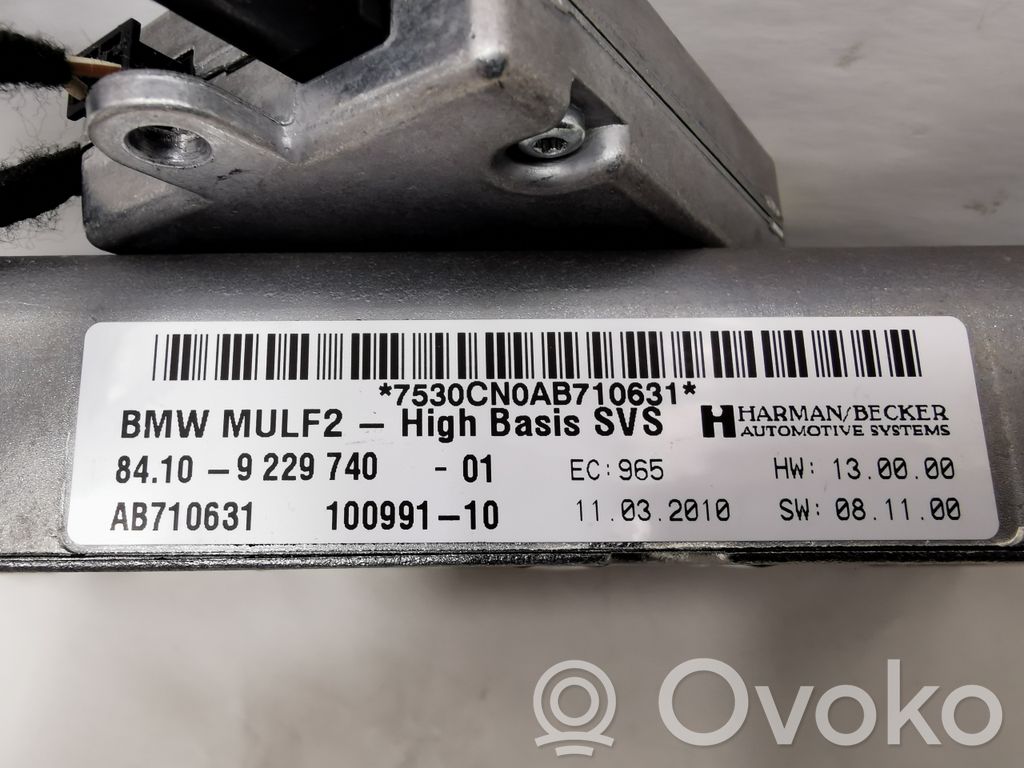 *7530CN0AB710631*
BMW MULF2 - High Basis SVS
HARMAN/BECKER
AUTOMOTIVE SYSTEMS
84.10 - 9 229 740 - 01 EC: 965 HW: 13.00.00
AB710631 100991-10 11.03.2010 SW: 08.11.00
Ovoko